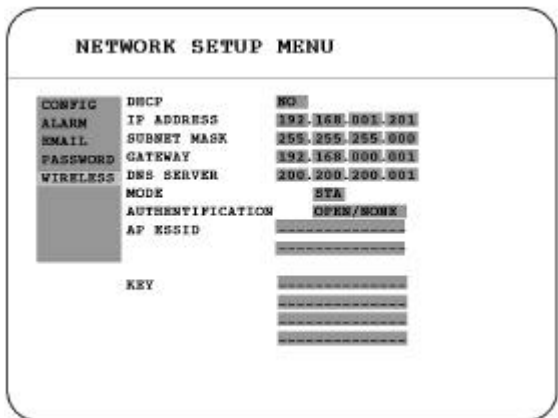 NETWORK SETUP MENU
CONFIG
ALARM
EMAIL
PASSWORD
WIRELESS
DHCP NO
IP ADDRESS 192.168.001.201
SUBNET MASK 255.255.255.000
GATEWAY 192.168.000.001
DNS SERVER 200.200.200.001
MODE STA
AUTHENTIFICATION OPEN/NONE
AP ESSID ----------------
----------------
KEY ----------------
----------------
----------------
----------------